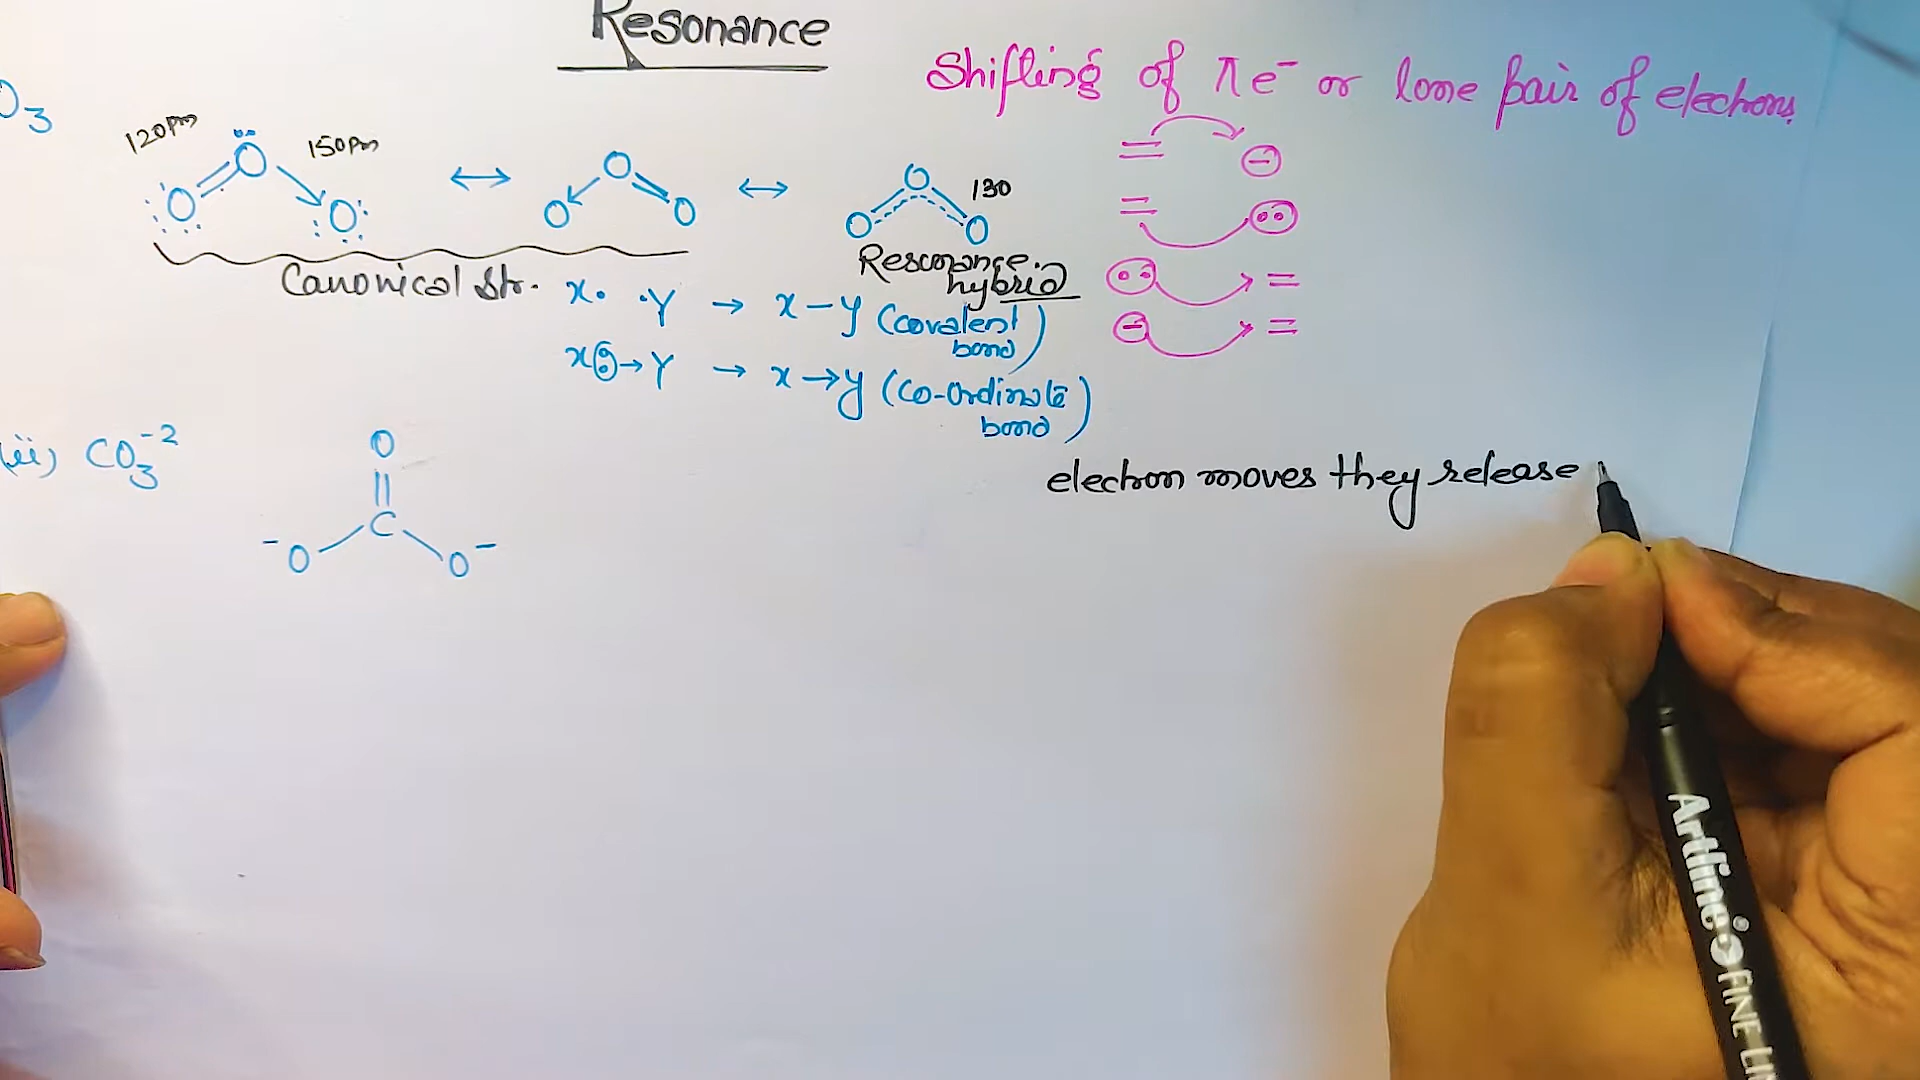 Resonance
Shifting of π e⁻ or lone pair of electrons.
O3
120pm
150pm
O O O ↔ O O O ↔ O O O
130
Canonical Str.
Resonance hybrid
x• •Y → x-y (covalent bond)
x:→Y → x→y (co-ordinate bond)
(ii) CO3⁻²
O
||
C
⁻O O⁻
electron moves they release
Artline
FINE LI